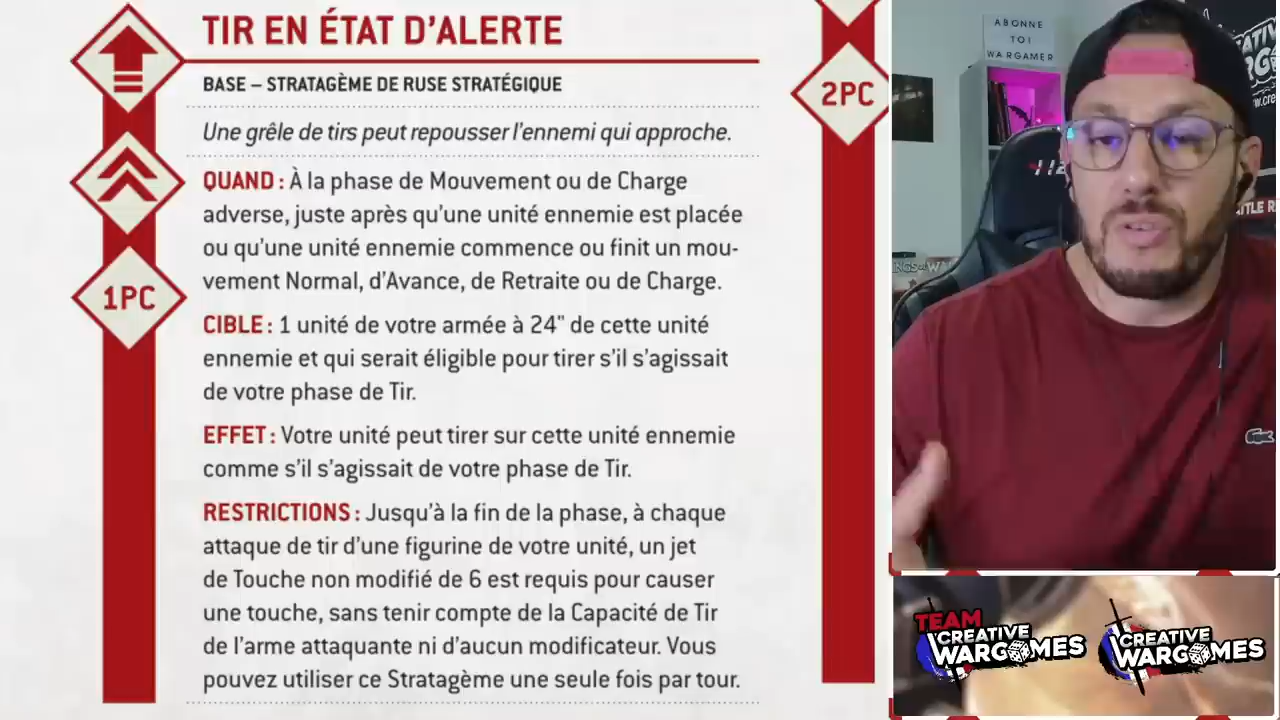 TIR EN ÉTAT D'ALERTE
BASE – STRATAGÈME DE RUSE STRATÉGIQUE
Une grêle de tirs peut repousser l'ennemi qui approche.
QUAND : À la phase de Mouvement ou de Charge
adverse, juste après qu'une unité ennemie est placée
ou qu'une unité ennemie commence ou finit un mou-
vement Normal, d'Avance, de Retraite ou de Charge.
CIBLE : 1 unité de votre armée à 24" de cette unité
ennemie et qui serait éligible pour tirer s'il s'agissait
de votre phase de Tir.
EFFET : Votre unité peut tirer sur cette unité ennemie
comme s'il s'agissait de votre phase de Tir.
RESTRICTIONS : Jusqu'à la fin de la phase, à chaque
attaque de tir d'une figurine de votre unité, un jet
de Touche non modifié de 6 est requis pour causer
une touche, sans tenir compte de la Capacité de Tir
de l'arme attaquante ni d'aucun modificateur. Vous
pouvez utiliser ce Stratagème une seule fois par tour.
1PC
2PC
ABONNE
TOI
WARGAMER
TEAM
CREATIVE
WARGAMES
CREATIVE
WARGAMES